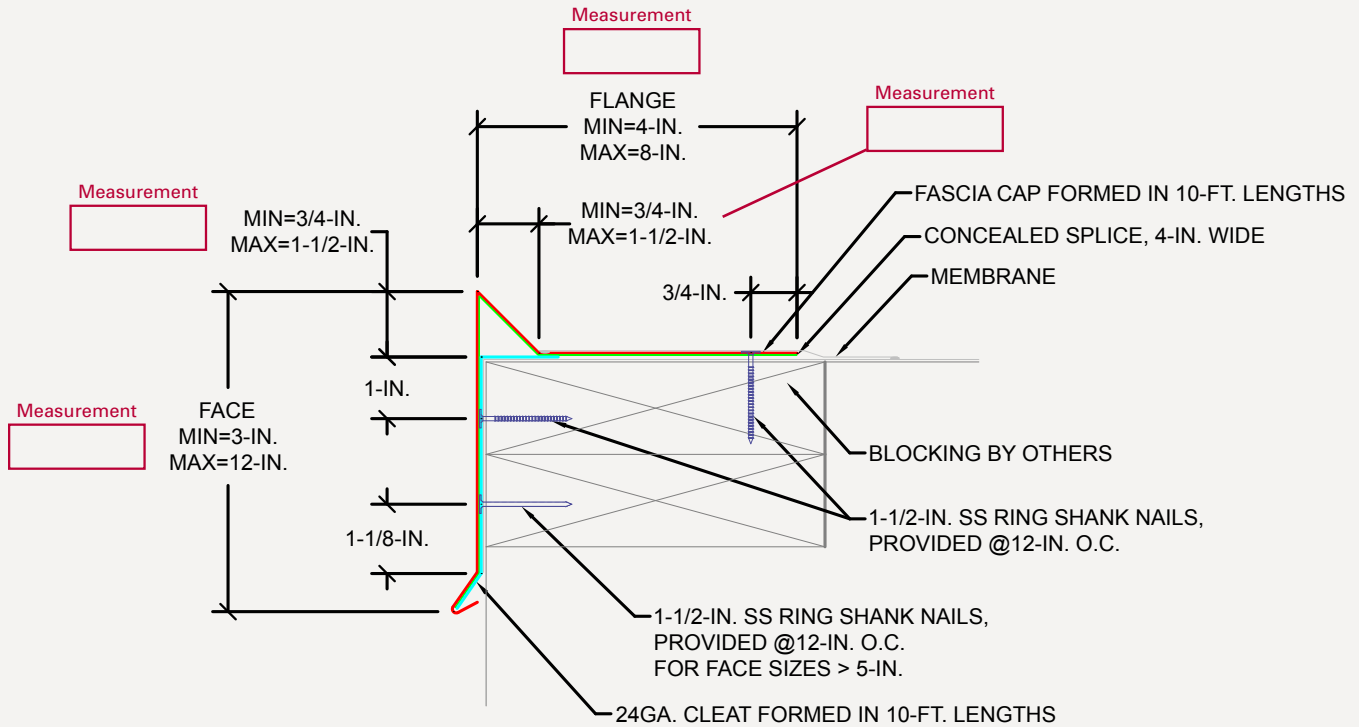 Measurement
FLANGE
MIN=4-IN.
MAX=8-IN.
Measurement
FASCIA CAP FORMED IN 10-FT. LENGTHS
Measurement
MIN=3/4-IN.
MAX=1-1/2-IN.
MIN=3/4-IN.
MAX=1-1/2-IN.
CONCEALED SPLICE, 4-IN. WIDE
MEMBRANE
3/4-IN.
1-IN.
Measurement
FACE
MIN=3-IN.
MAX=12-IN.
BLOCKING BY OTHERS
1-1/2-IN. SS RING SHANK NAILS,
PROVIDED @12-IN. O.C.
1-1/8-IN.
1-1/2-IN. SS RING SHANK NAILS,
PROVIDED @12-IN. O.C.
FOR FACE SIZES > 5-IN.
24GA. CLEAT FORMED IN 10-FT. LENGTHS